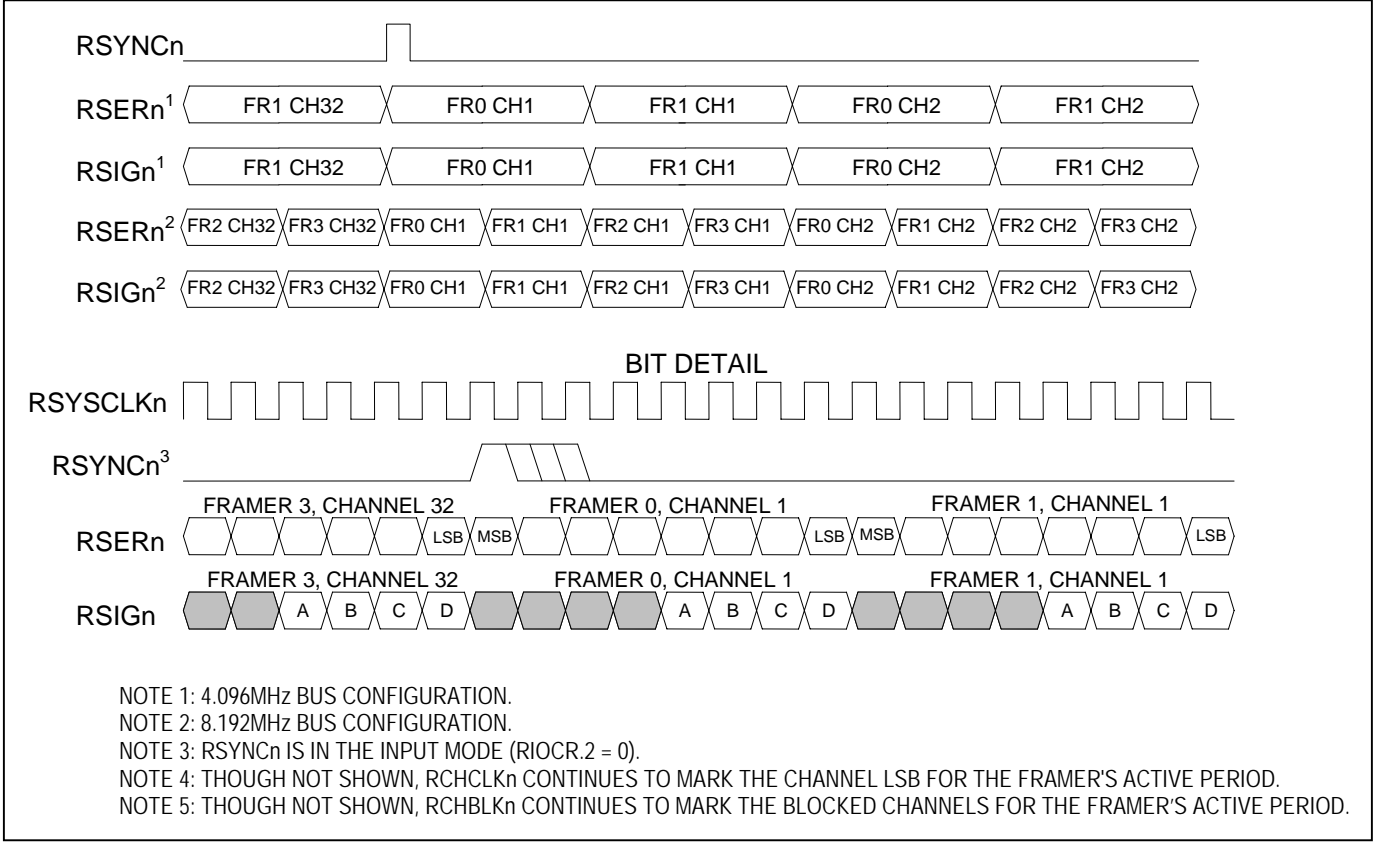 RSYNCn
RSERn1 FR1 CH32 FR0 CH1 FR1 CH1 FR0 CH2 FR1 CH2
RSIGn1 FR1 CH32 FR0 CH1 FR1 CH1 FR0 CH2 FR1 CH2
RSERn2 FR2 CH32 FR3 CH32 FR0 CH1 FR1 CH1 FR2 CH1 FR3 CH1 FR0 CH2 FR1 CH2 FR2 CH2 FR3 CH2
RSIGn2 FR2 CH32 FR3 CH32 FR0 CH1 FR1 CH1 FR2 CH1 FR3 CH1 FR0 CH2 FR1 CH2 FR2 CH2 FR3 CH2
BIT DETAIL
RSYSCLKn
RSYNCn3
FRAMER 3, CHANNEL 32 FRAMER 0, CHANNEL 1 FRAMER 1, CHANNEL 1
RSERn LSB MSB LSB MSB LSB
FRAMER 3, CHANNEL 32 FRAMER 0, CHANNEL 1 FRAMER 1, CHANNEL 1
RSIGn A B C D A B C D A B C D
NOTE 1: 4.096MHz BUS CONFIGURATION.
NOTE 2: 8.192MHz BUS CONFIGURATION.
NOTE 3: RSYNCn IS IN THE INPUT MODE (RIOCR.2 = 0).
NOTE 4: THOUGH NOT SHOWN, RCHCLKn CONTINUES TO MARK THE CHANNEL LSB FOR THE FRAMER'S ACTIVE PERIOD.
NOTE 5: THOUGH NOT SHOWN, RCHBLKn CONTINUES TO MARK THE BLOCKED CHANNELS FOR THE FRAMER’S ACTIVE PERIOD.